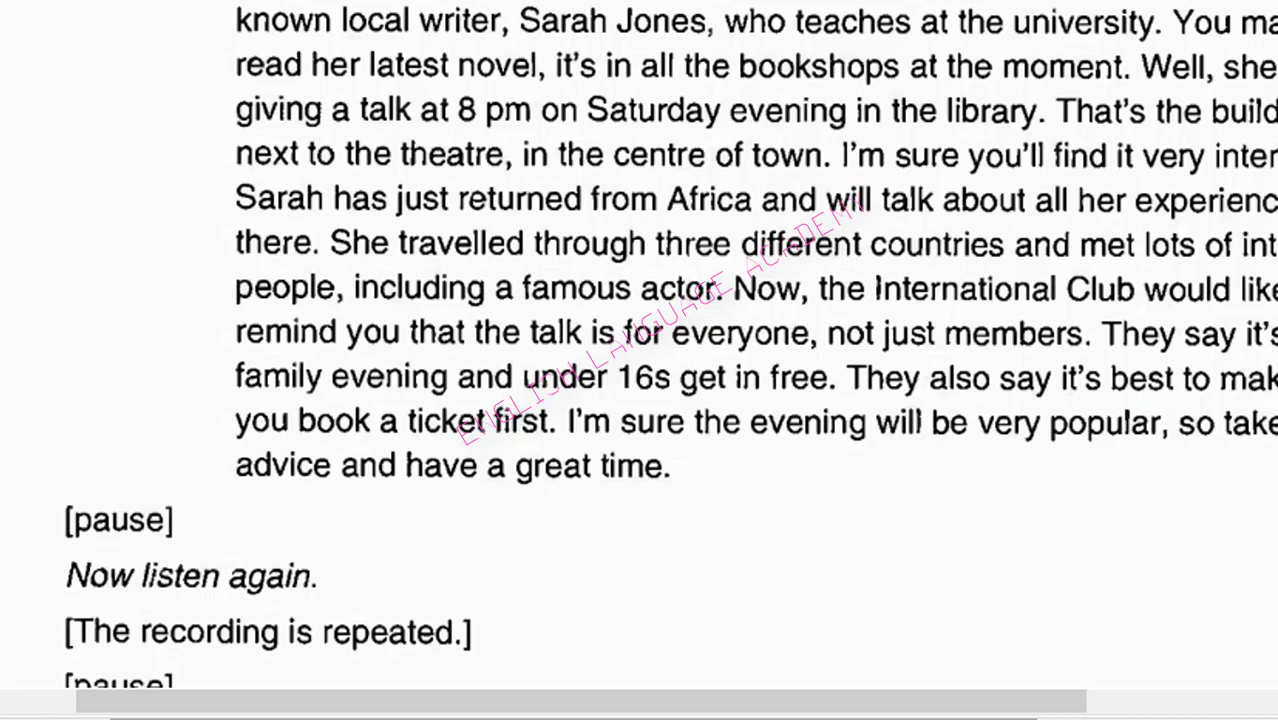 known local writer, Sarah Jones, who teaches at the university. You
read her latest novel, it's in all the bookshops at the moment. Well, she
giving a talk at 8 pm on Saturday evening in the library. That's the
next to the theatre, in the centre of town. I'm sure you'll find it very
Sarah has just returned from Africa and will talk about all her
there. She travelled through three different countries and met lots of
people, including a famous actor. Now, the International Club would
remind you that the talk is for everyone, not just members. They say it's
family evening and under 16s get in free. They also say it's best to
you book a ticket first. I'm sure the evening will be very popular, so take
advice and have a great time.
ENGLISH LANGUAGE ACADEMY
[pause]
Now listen again.
[The recording is repeated.]
[pause]